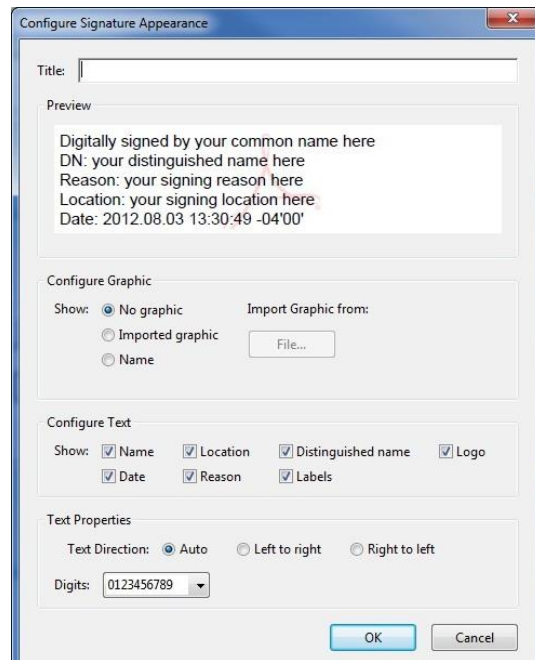 Configure Signature Appearance
Title:
Preview
Digitally signed by your common name here
DN: your distinguished name here
Reason: your signing reason here
Location: your signing location here
Date: 2012.08.03 13:30:49 -04'00'
Configure Graphic
Show: No graphic Import Graphic from:
Imported graphic File...
Name
Configure Text
Show: Name Location Distinguished name Logo
Date Reason Labels
Text Properties
Text Direction: Auto Left to right Right to left
Digits: 0123456789
OK Cancel